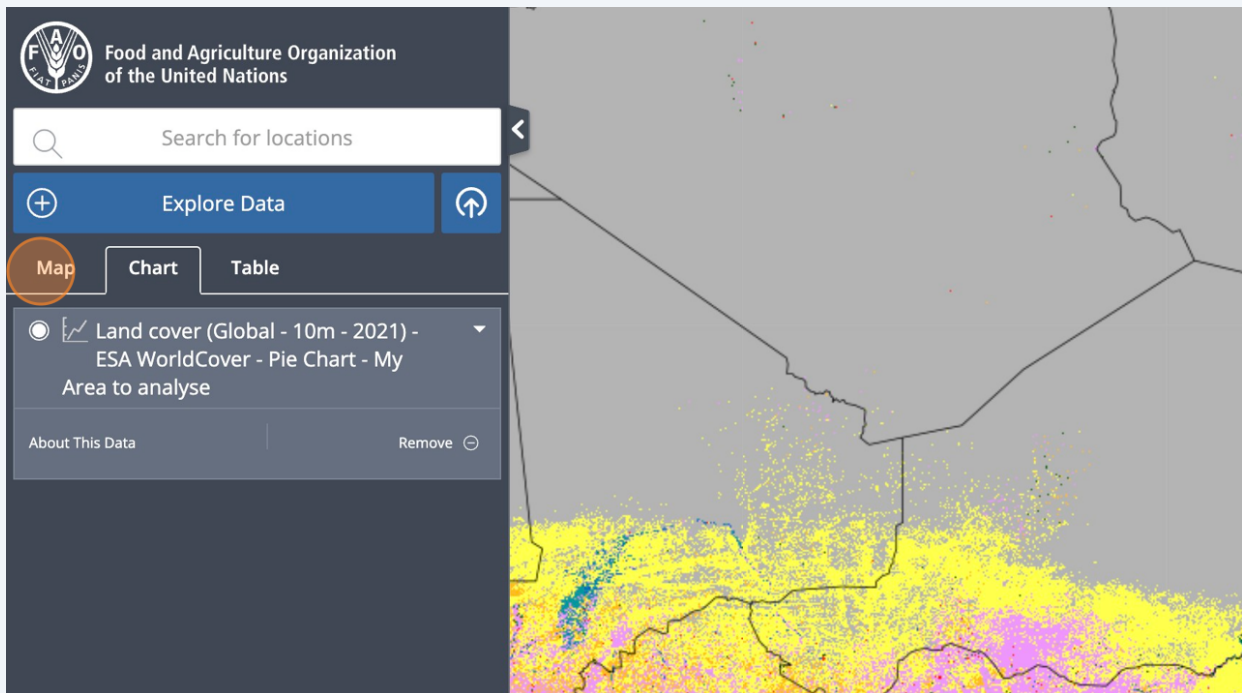 F A O
FIAT PANIS
Food and Agriculture Organization
of the United Nations
Search for locations
Explore Data
Map Chart Table
Land cover (Global - 10m - 2021) -
ESA WorldCover - Pie Chart - My
Area to analyse
About This Data Remove